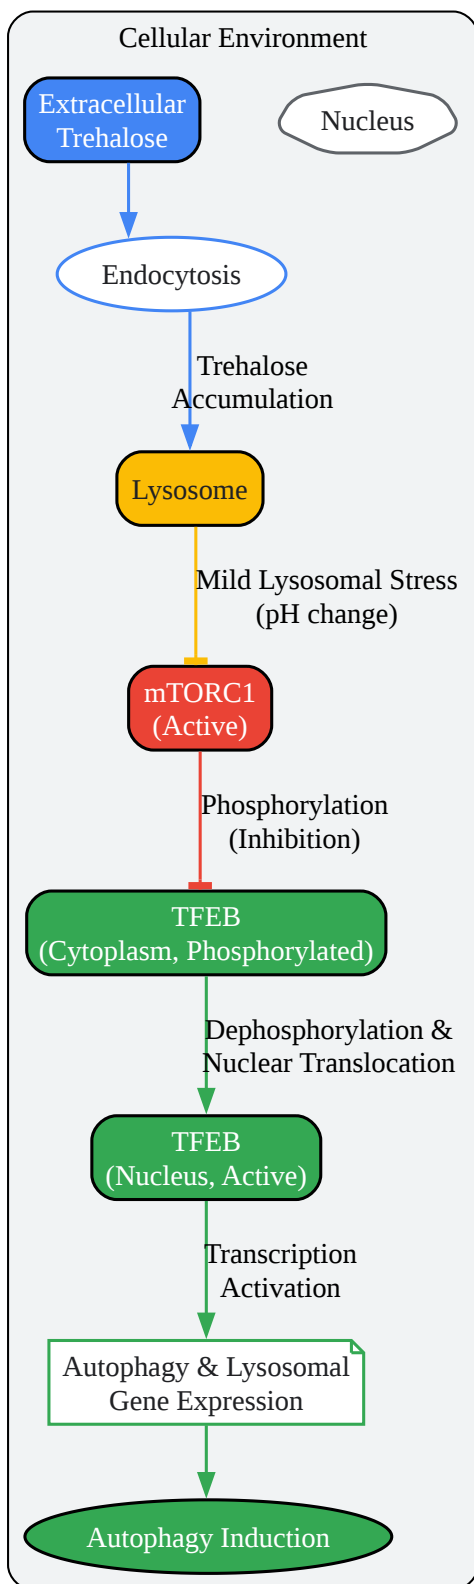 Cellular Environment
Extracellular
Trehalose
Nucleus
Endocytosis
Trehalose
Accumulation
Lysosome
Mild Lysosomal Stress
(pH change)
mTORC1
(Active)
Phosphorylation
(Inhibition)
TFEB
(Cytoplasm, Phosphorylated)
Dephosphorylation &
Nuclear Translocation
TFEB
(Nucleus, Active)
Transcription
Activation
Autophagy & Lysosomal
Gene Expression
Autophagy Induction